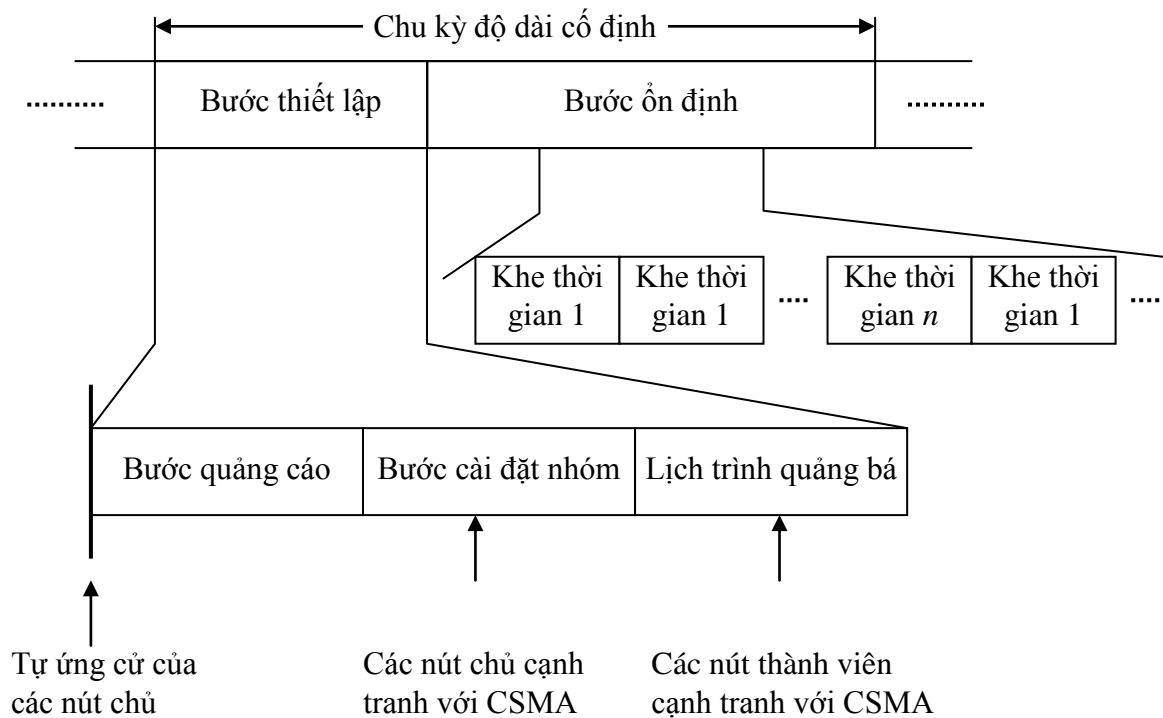 Chu kỳ độ dài cố định
Bước thiết lập
Bước ổn định
Khe thời
gian 1
Khe thời
gian 1
Khe thời
gian n
Khe thời
gian 1
Bước quảng cáo
Bước cài đặt nhóm
Lịch trình quảng bá
Tự ứng cử của
các nút chủ
Các nút chủ cạnh
tranh với CSMA
Các nút thành viên
cạnh tranh với CSMA